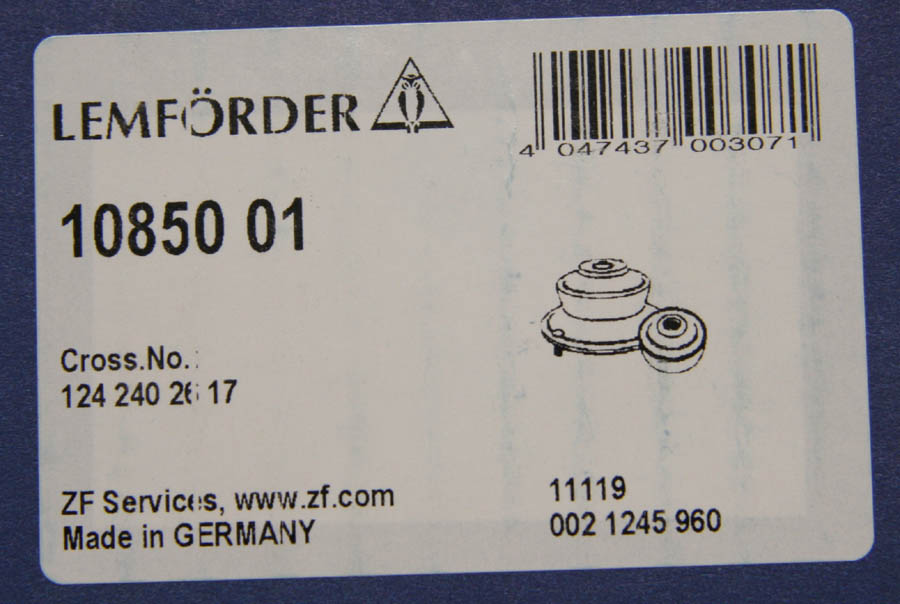 LEMFÖRDER
4 047437 003071
10850 01
Cross.No.:
124 240 26 17
ZF Services, www.zf.com
Made in GERMANY
11119
002 1245 960